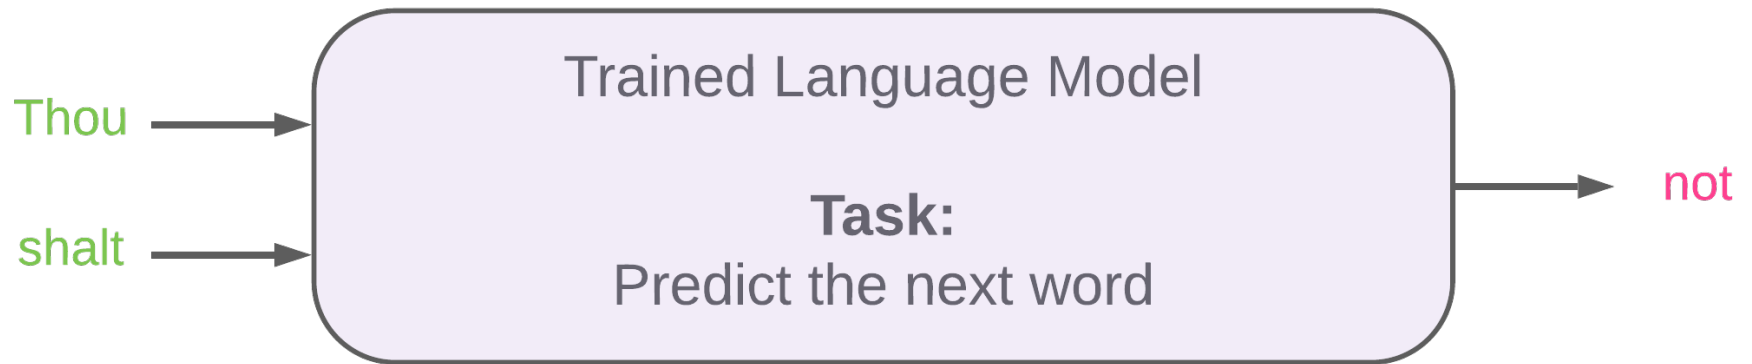 Thou
shalt
Trained Language Model
Task:
Predict the next word
not